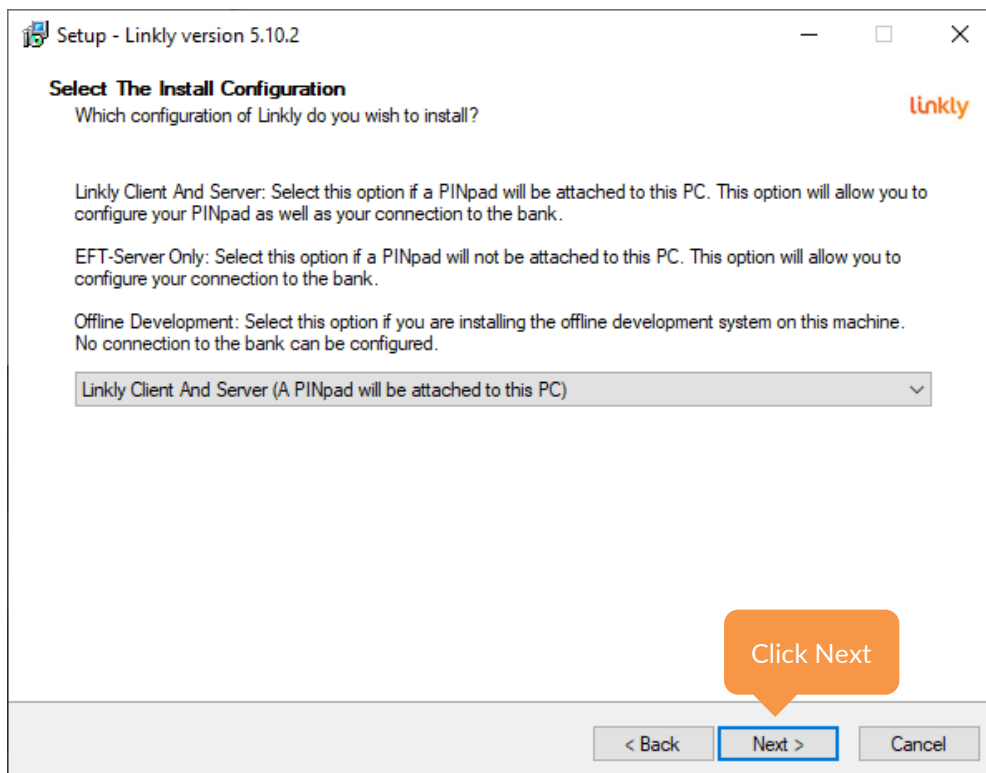 Setup - Linkly version 5.10.2
Select The Install Configuration
Which configuration of Linkly do you wish to install?
linkly
Linkly Client And Server: Select this option if a PINpad will be attached to this PC. This option will allow you to
configure your PINpad as well as your connection to the bank.
EFT-Server Only: Select this option if a PINpad will not be attached to this PC. This option will allow you to
configure your connection to the bank.
Offline Development: Select this option if you are installing the offline development system on this machine.
No connection to the bank can be configured.
Linkly Client And Server (A PINpad will be attached to this PC)
Click Next
< Back Next > Cancel